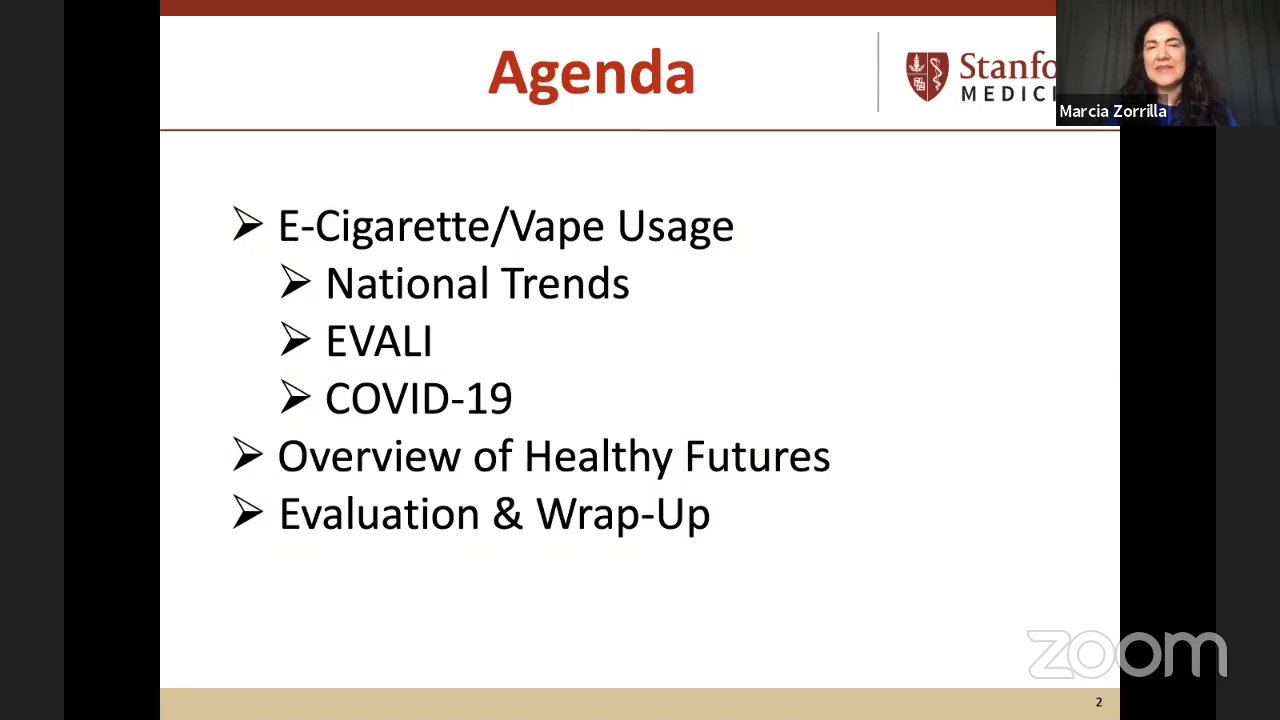 Agenda
Stanfo
MEDICI
Marcia Zorrilla
E-Cigarette/Vape Usage
National Trends
EVALI
COVID-19
Overview of Healthy Futures
Evaluation & Wrap-Up
zoom
2